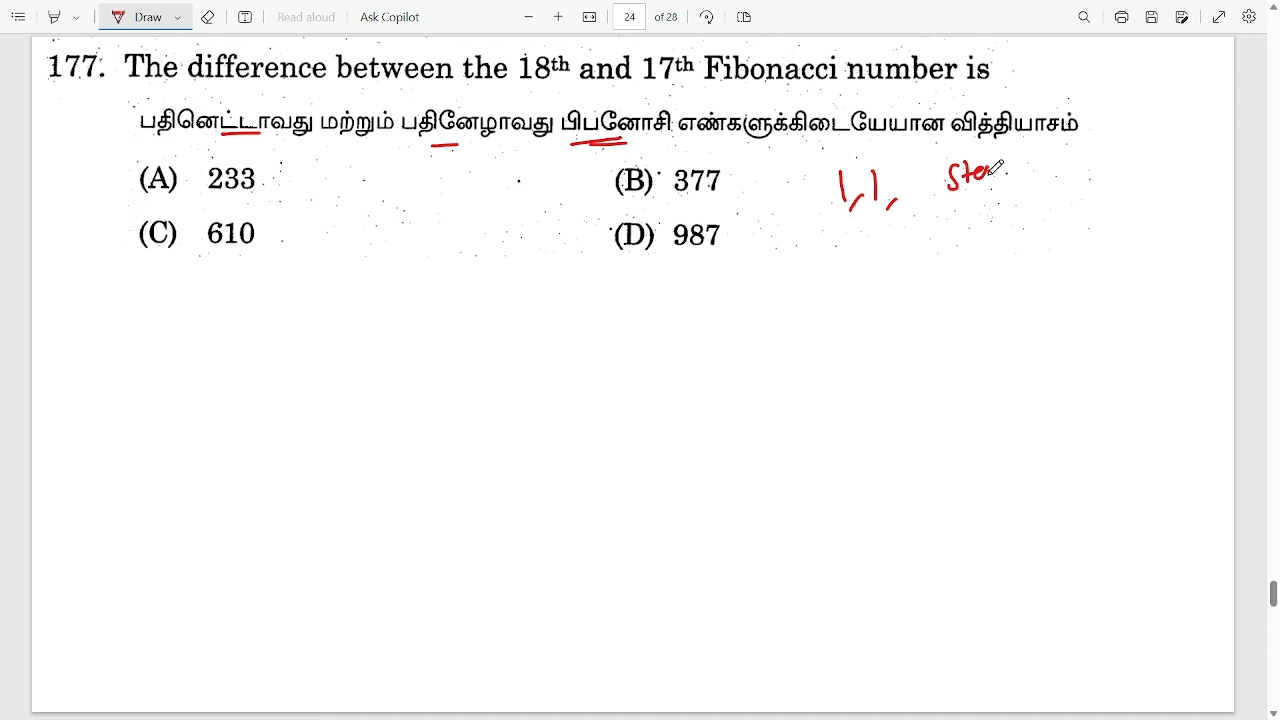 Draw
Read aloud
Ask Copilot
24
of 28
177. The difference between the 18th and 17th Fibonacci number is
பதினெட்டாவது மற்றும் பதினேழாவது பிபனோசி எண்களுக்கிடையேயான வித்தியாசம்
(A) 233
(B) 377
1, 1,
(C) 610
(D) 987